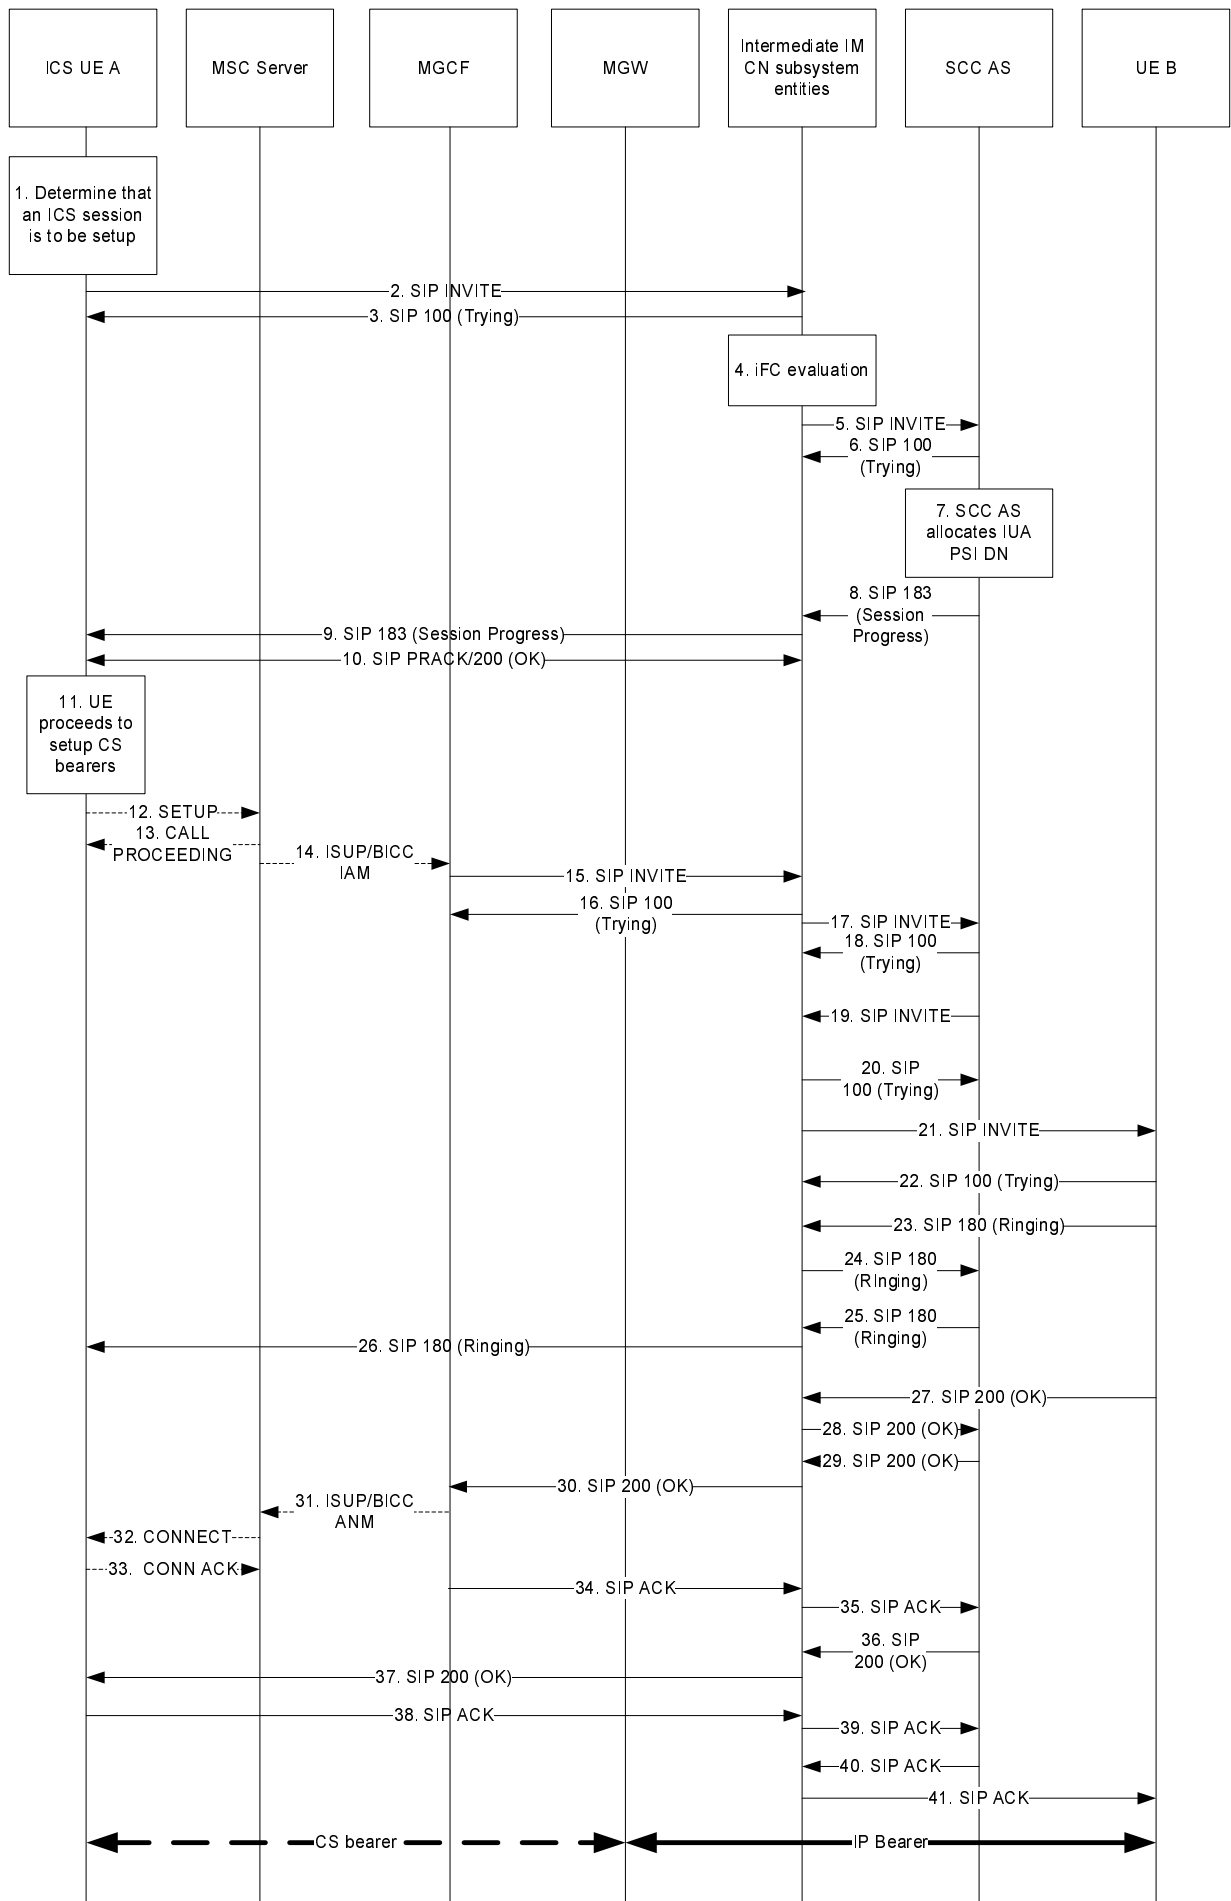 ICS UE A
MSC Server
MGCF
MGW
Intermediate IM
CN subsystem
entities
SCC AS
UE B
1. Determine that
an ICS session
is to be setup
2. SIP INVITE
3. SIP 100 (Trying)
4. iFC evaluation
5. SIP INVITE
6. SIP 100
(Trying)
7. SCC AS
allocates IUA
PSI DN
8. SIP 183
(Session
Progress)
9. SIP 183 (Session Progress)
10. SIP PRACK/200 (OK)
11. UE
proceeds to
setup CS
bearers
12. SETUP
13. CALL
PROCEEDING
14. ISUP/BICC
IAM
15. SIP INVITE
16. SIP 100
(Trying)
17. SIP INVITE
18. SIP 100
(Trying)
19. SIP INVITE
20. SIP
100 (Trying)
21. SIP INVITE
22. SIP 100 (Trying)
23. SIP 180 (Ringing)
24. SIP 180
(RInging)
25. SIP 180
(Ringing)
26. SIP 180 (Ringing)
27. SIP 200 (OK)
28. SIP 200 (OK)
29. SIP 200 (OK)
30. SIP 200 (OK)
31. ISUP/BICC
ANM
32. CONNECT
33. CONN ACK
34. SIP ACK
35. SIP ACK
36. SIP
200 (OK)
37. SIP 200 (OK)
38. SIP ACK
39. SIP ACK
40. SIP ACK
41. SIP ACK
CS bearer
IP Bearer